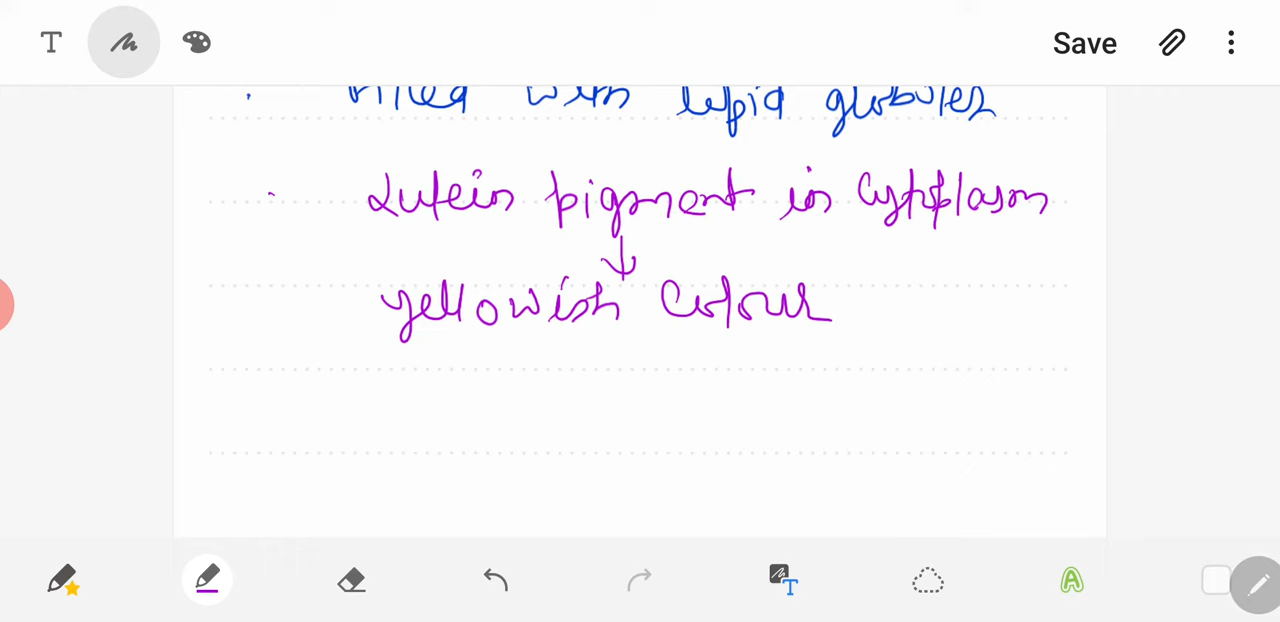 Save
filled with lipid globules
Lutein pigment in Cytoplasm
↓
yellowish Colour